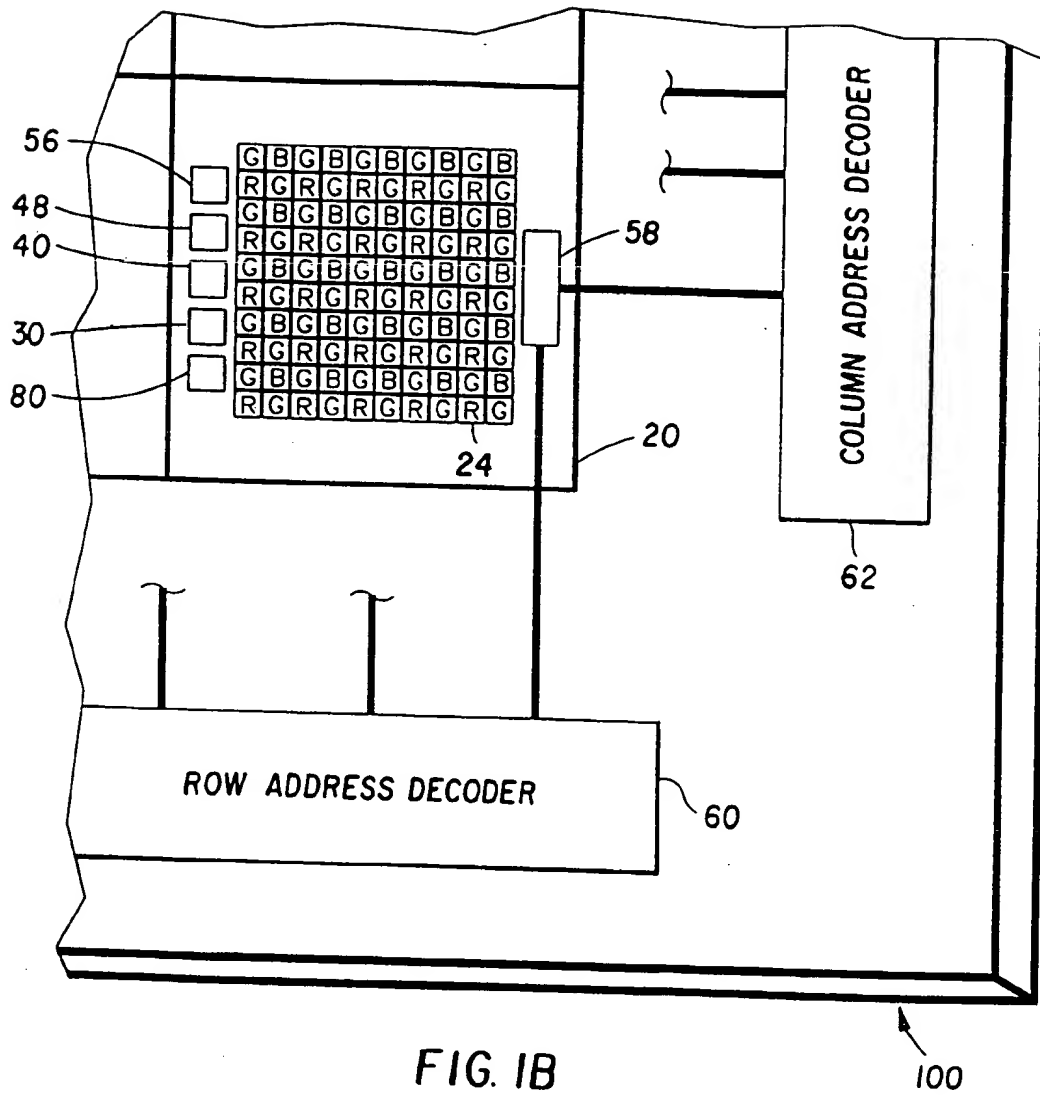 56
48
40
30
80
G B G B G B G B G B
R G R G R G R G R G
G B G B G B G B G B
R G R G R G R G R G
G B G B G B G B G B
R G R G R G R G R G
G B G B G B G B G B
R G R G R G R G R G
G B G B G B G B G B
R G R G R G R G R G
24
58
20
COLUMN ADDRESS DECODER
62
ROW ADDRESS DECODER
60
100
FIG. 1B